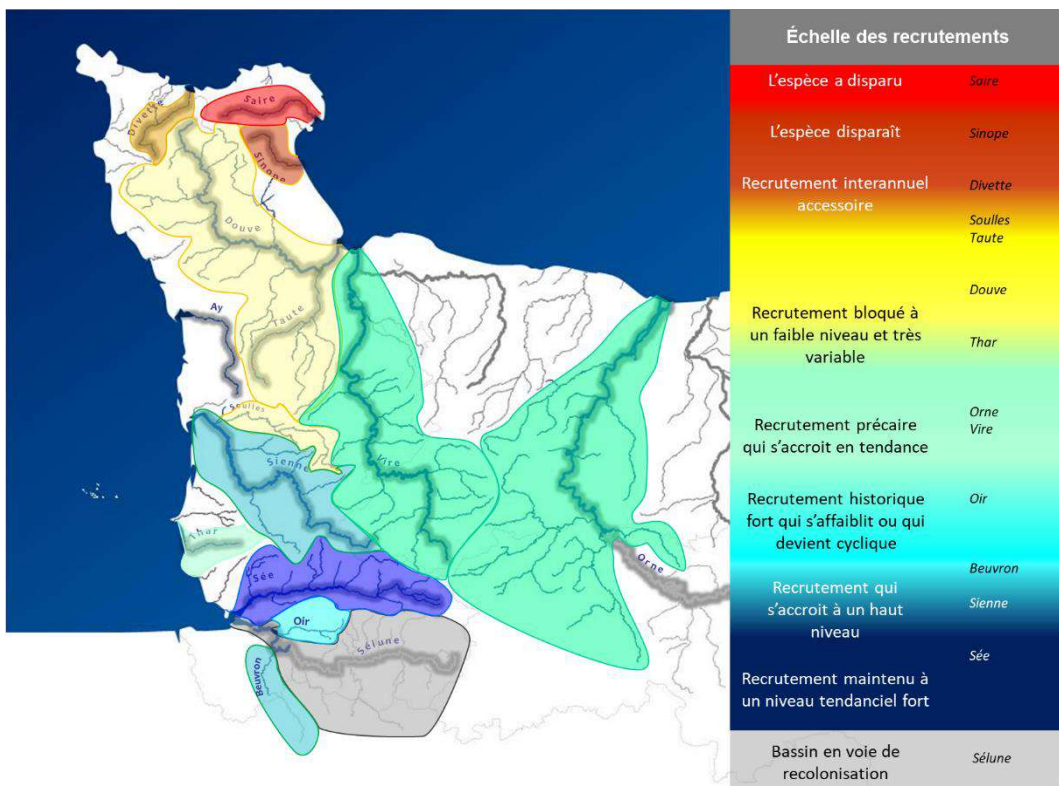 Divette
Saire
Sinope
Douve
Ay
Taute
Soulles
Sienne
Vire
Thar
Sée
Orne
Oir
Sélune
Beuvron
Échelle des recrutements
L’espèce a disparu
Saire
L’espèce disparaît
Sinope
Recrutement interannuel
accessoire
Divette
Soulles
Taute
Douve
Recrutement bloqué à
un faible niveau et très
variable
Thar
Recrutement précaire
qui s’accroit en tendance
Orne
Vire
Recrutement historique
fort qui s’affaiblit ou qui
devient cyclique
Oir
Beuvron
Recrutement qui
s’accroit à un haut
niveau
Sienne
Sée
Recrutement maintenu à
un niveau tendanciel fort
Bassin en voie de
recolonisation
Sélune